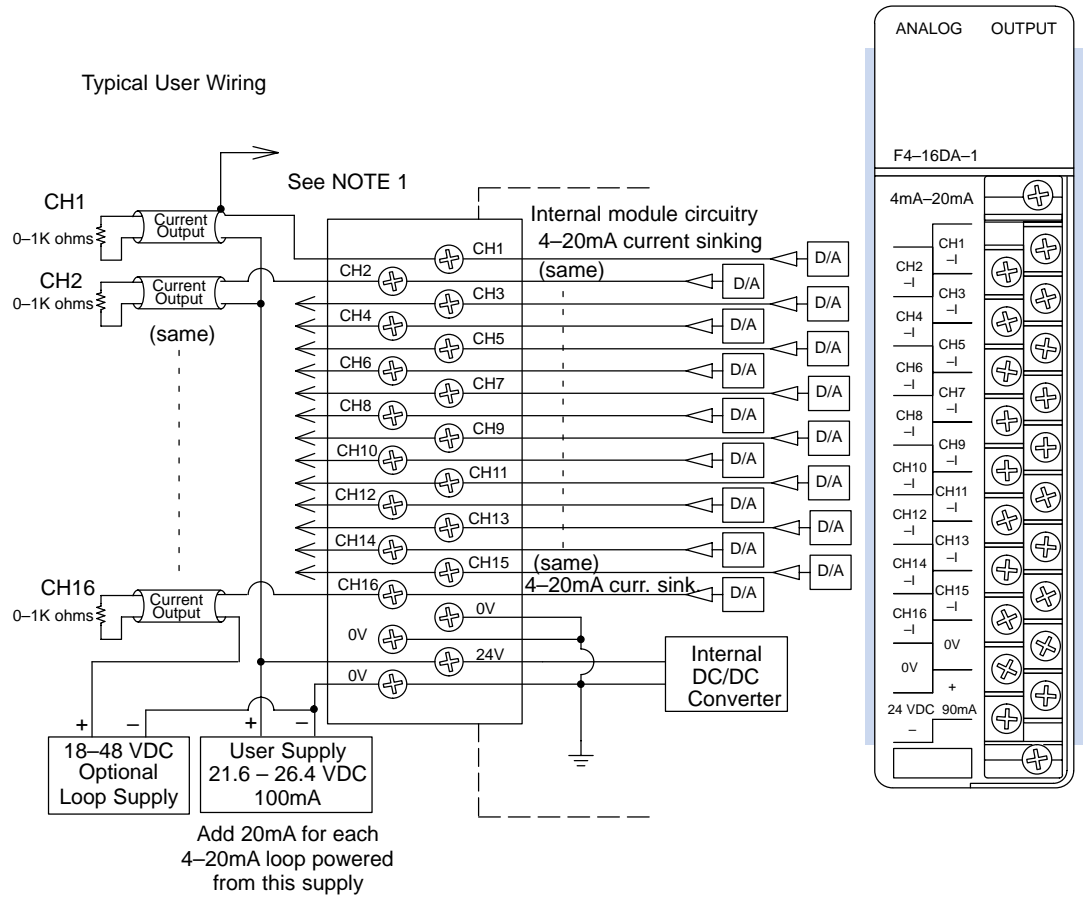 Typical User Wiring
See NOTE 1
CH1
0–1K ohms
Current
Output
CH2
0–1K ohms
Current
Output
(same)
CH16
0–1K ohms
Current
Output
Internal module circuitry
4–20mA current sinking
(same)
CH1
D/A
CH2
D/A
CH3
D/A
CH4
D/A
CH5
D/A
CH6
D/A
CH7
D/A
CH8
D/A
CH9
D/A
CH10
D/A
CH11
D/A
CH12
D/A
CH13
D/A
CH14
D/A
CH15
D/A
(same)
4–20mA curr. sink.
CH16
D/A
0V
0V
24V
0V
Internal
DC/DC
Converter
+ –
18–48 VDC
Optional
Loop Supply
+ –
User Supply
21.6 – 26.4 VDC
100mA
Add 20mA for each
4–20mA loop powered
from this supply
ANALOG OUTPUT
F4–16DA–1
4mA–20mA
CH1
–I
CH2
–I
CH3
–I
CH4
–I
CH5
–I
CH6
–I
CH7
–I
CH8
–I
CH9
–I
CH10
–I
CH11
–I
CH12
–I
CH13
–I
CH14
–I
CH15
–I
CH16
–I
0V
0V
+
24 VDC 90mA
–